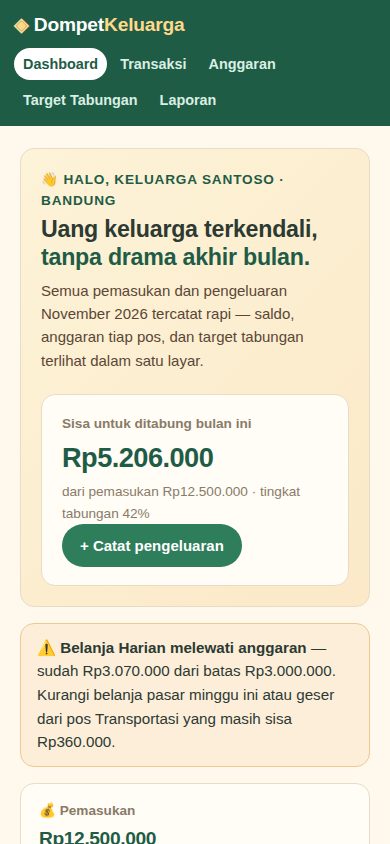 ◈ DompetKeluarga
Dashboard Transaksi Anggaran
Target Tabungan Laporan
👋 HALO, KELUARGA SANTOSO ·
BANDUNG
Uang keluarga terkendali,
tanpa drama akhir bulan.
Semua pemasukan dan pengeluaran
November 2026 tercatat rapi — saldo,
anggaran tiap pos, dan target tabungan
terlihat dalam satu layar.
Sisa untuk ditabung bulan ini
Rp5.206.000
dari pemasukan Rp12.500.000 · tingkat
tabungan 42%
+ Catat pengeluaran
⚠️ Belanja Harian melewati anggaran —
sudah Rp3.070.000 dari batas Rp3.000.000.
Kurangi belanja pasar minggu ini atau geser
dari pos Transportasi yang masih sisa
Rp360.000.
💰 Pemasukan
Rp12.500.000